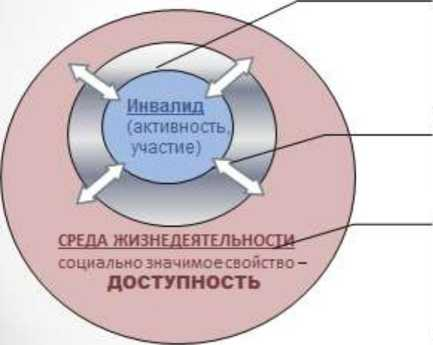 Инвалид
(активность,
участие)
СРЕДА ЖИЗНЕДЕЯТЕЛЬНОСТИ
социально значимое свойство –
ДОСТУПНОСТЬ